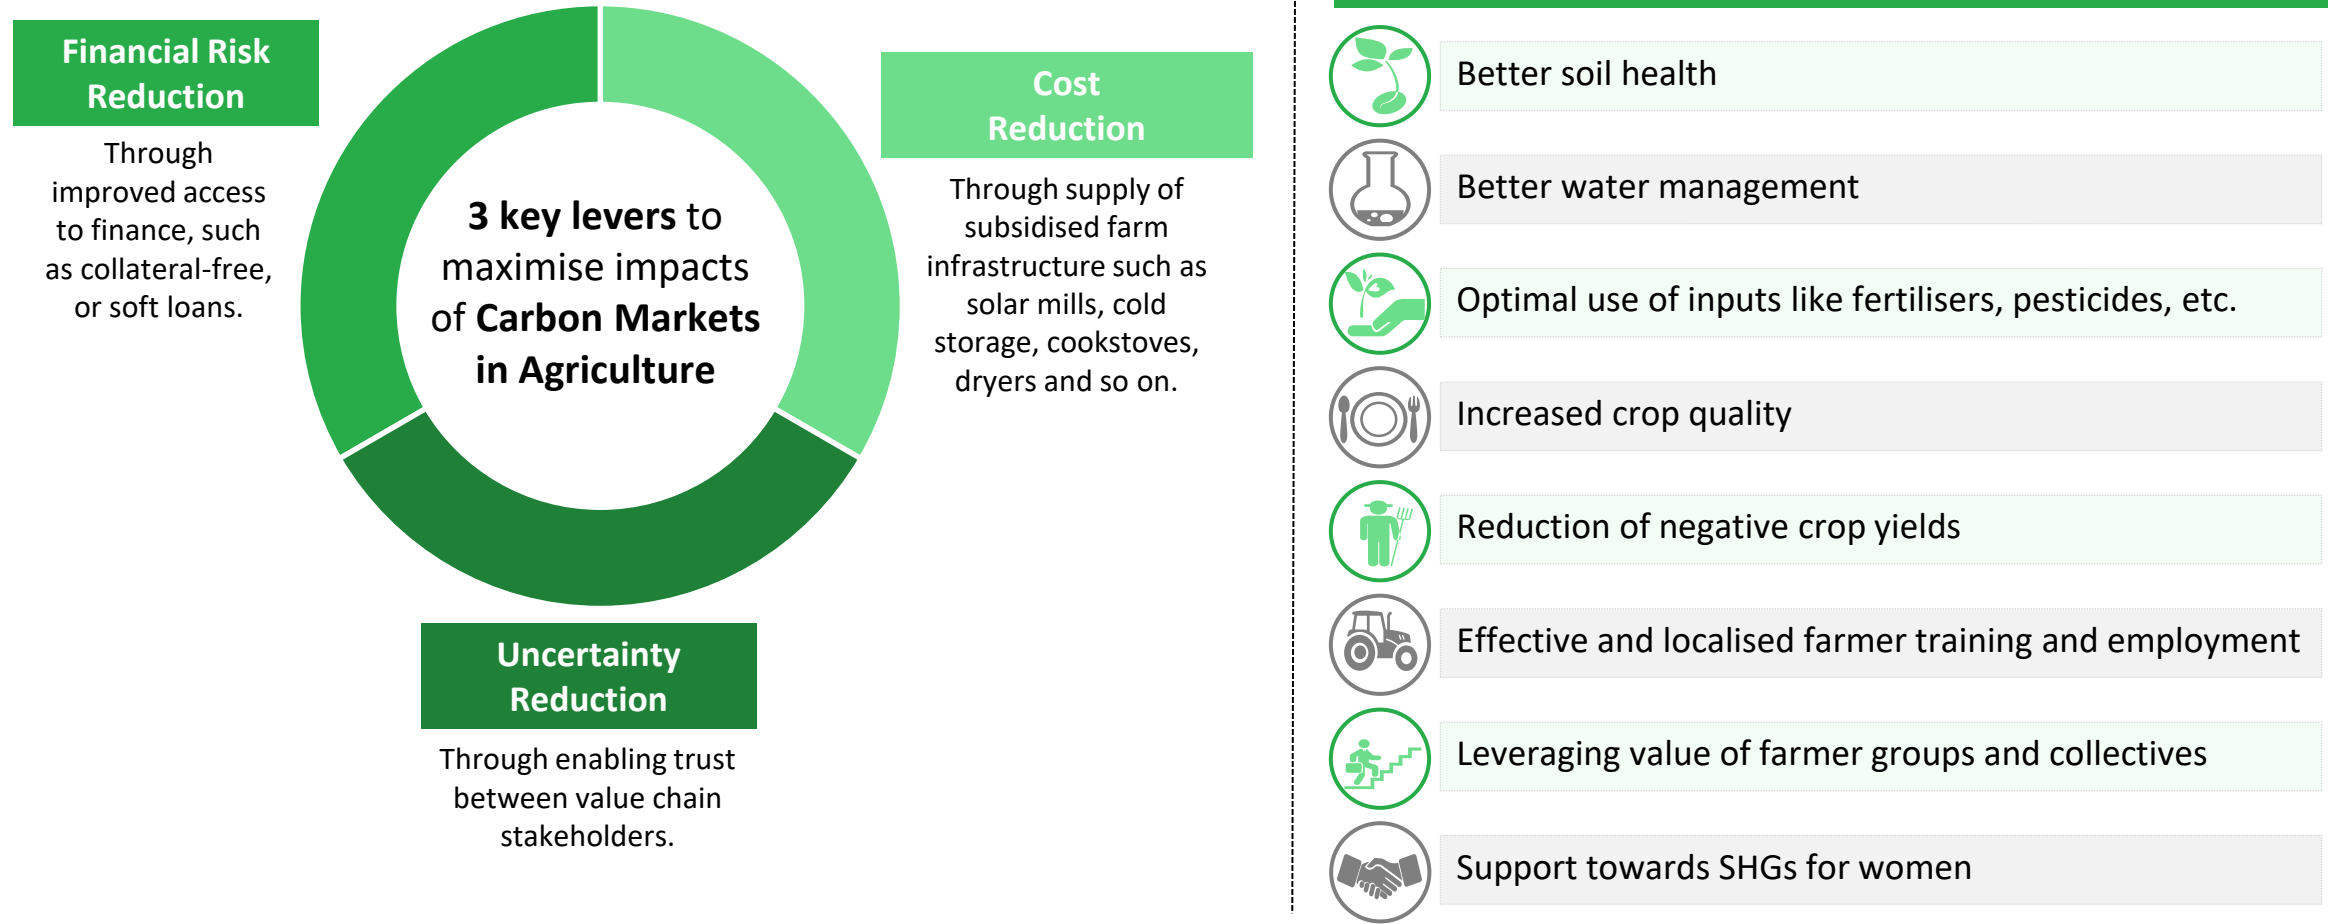 Financial Risk
Reduction
Through
improved access
to finance, such
as collateral-free,
or soft loans.
3 key levers to
maximise impacts
of Carbon Markets
in Agriculture
Cost
Reduction
Through supply of
subsidised farm
infrastructure such as
solar mills, cold
storage, cookstoves,
dryers and so on.
Uncertainty
Reduction
Through enabling trust
between value chain
stakeholders.
Better soil health
Better water management
Optimal use of inputs like fertilisers, pesticides, etc.
Increased crop quality
Reduction of negative crop yields
Effective and localised farmer training and employment
Leveraging value of farmer groups and collectives
Support towards SHGs for women